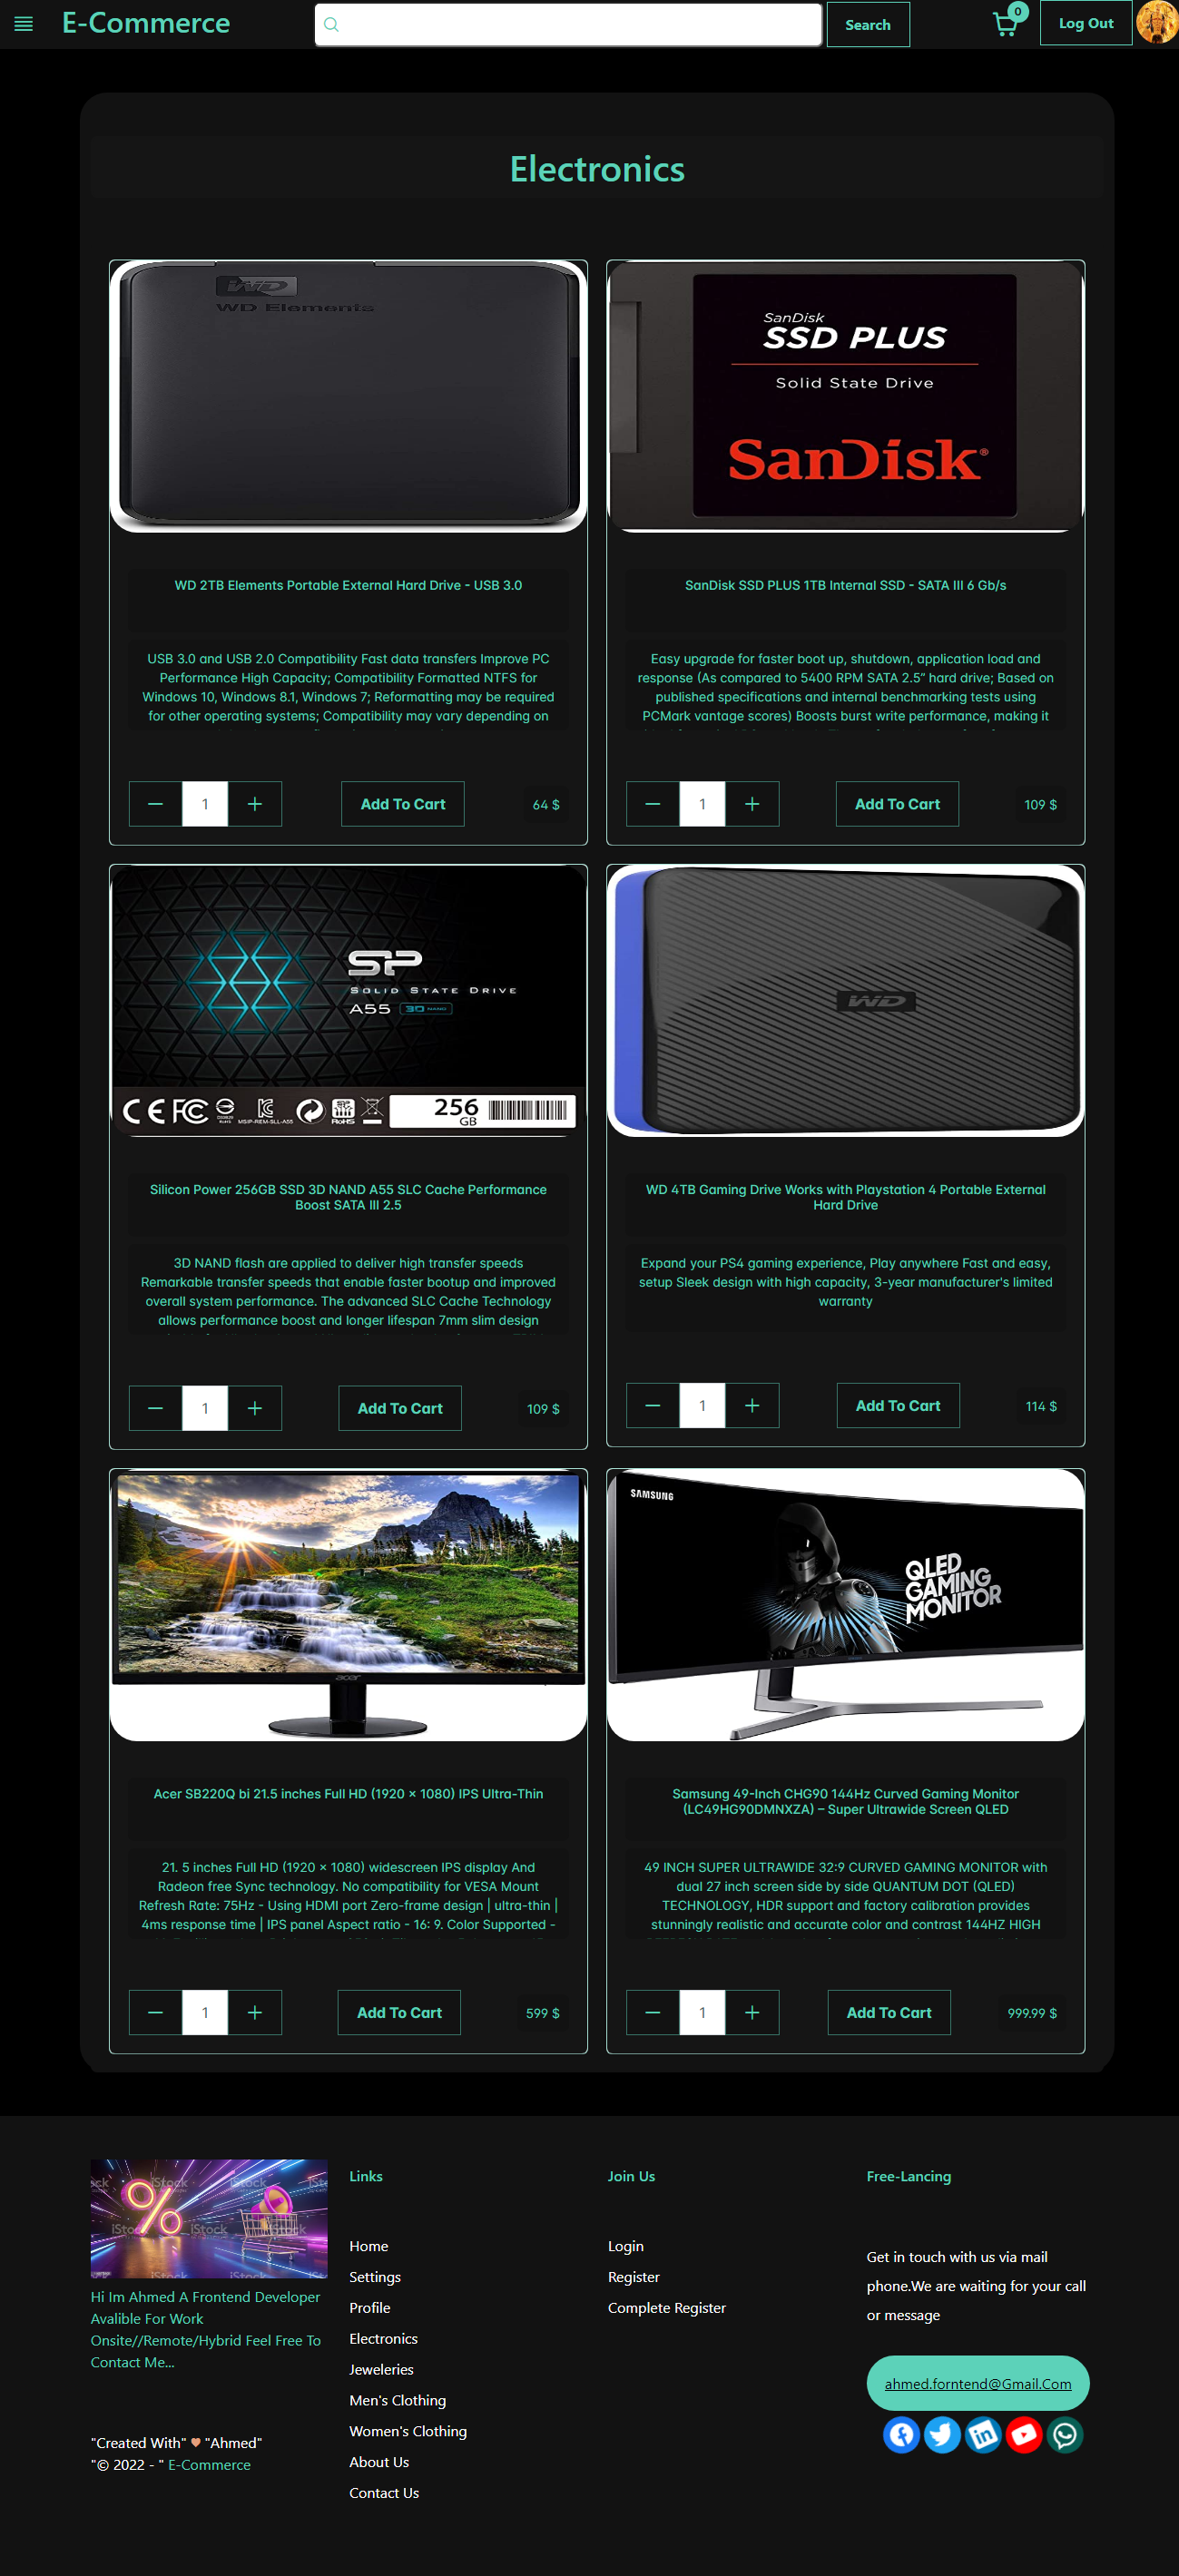 E-Commerce
Search
0
Log Out
Electronics
WD
WD Elements
SanDisk
SSD PLUS
Solid State Drive
SanDisk®
WD 2TB Elements Portable External Hard Drive - USB 3.0
USB 3.0 and USB 2.0 Compatibility Fast data transfers Improve PC
Performance High Capacity; Compatibility Formatted NTFS for
Windows 10, Windows 8.1, Windows 7; Reformatting may be required
for other operating systems; Compatibility may vary depending on
1
Add To Cart
64 $
SanDisk SSD PLUS 1TB Internal SSD - SATA III 6 Gb/s
Easy upgrade for faster boot up, shutdown, application load and
response (As compared to 5400 RPM SATA 2.5” hard drive; Based on
published specifications and internal benchmarking tests using
PCMark vantage scores) Boosts burst write performance, making it
1
Add To Cart
109 $
SP
SOLID STATE DRIVE
A55 3D NAND
CE FC
MSIP-REM-SLL-A55
RoHS
256
GB
WD
Silicon Power 256GB SSD 3D NAND A55 SLC Cache Performance
Boost SATA III 2.5
3D NAND flash are applied to deliver high transfer speeds
Remarkable transfer speeds that enable faster bootup and improved
overall system performance. The advanced SLC Cache Technology
allows performance boost and longer lifespan 7mm slim design
1
Add To Cart
109 $
WD 4TB Gaming Drive Works with Playstation 4 Portable External
Hard Drive
Expand your PS4 gaming experience, Play anywhere Fast and easy,
setup Sleek design with high capacity, 3-year manufacturer's limited
warranty
1
Add To Cart
114 $
acer
SAMSUNG
QLED
GAMING
MONITOR
Acer SB220Q bi 21.5 inches Full HD (1920 x 1080) IPS Ultra-Thin
21. 5 inches Full HD (1920 x 1080) widescreen IPS display And
Radeon free Sync technology. No compatibility for VESA Mount
Refresh Rate: 75Hz - Using HDMI port Zero-frame design | ultra-thin |
4ms response time | IPS panel Aspect ratio - 16: 9. Color Supported -
1
Add To Cart
599 $
Samsung 49-Inch CHG90 144Hz Curved Gaming Monitor
(LC49HG90DMNXZA) – Super Ultrawide Screen QLED
49 INCH SUPER ULTRAWIDE 32:9 CURVED GAMING MONITOR with
dual 27 inch screen side by side QUANTUM DOT (QLED)
TECHNOLOGY, HDR support and factory calibration provides
stunningly realistic and accurate color and contrast 144HZ HIGH
1
Add To Cart
999.99 $
iStock
iStock iStock iStock
Hi Im Ahmed A Frontend Developer
Avalible For Work
Onsite//Remote/Hybrid Feel Free To
Contact Me...
"Created With" "Ahmed"
"© 2022 - " E-Commerce
Links
Home
Settings
Profile
Electronics
Jeweleries
Men's Clothing
Women's Clothing
About Us
Contact Us
Join Us
Login
Register
Complete Register
Free-Lancing
Get in touch with us via mail
phone.We are waiting for your call
or message
ahmed.forntend@Gmail.Com